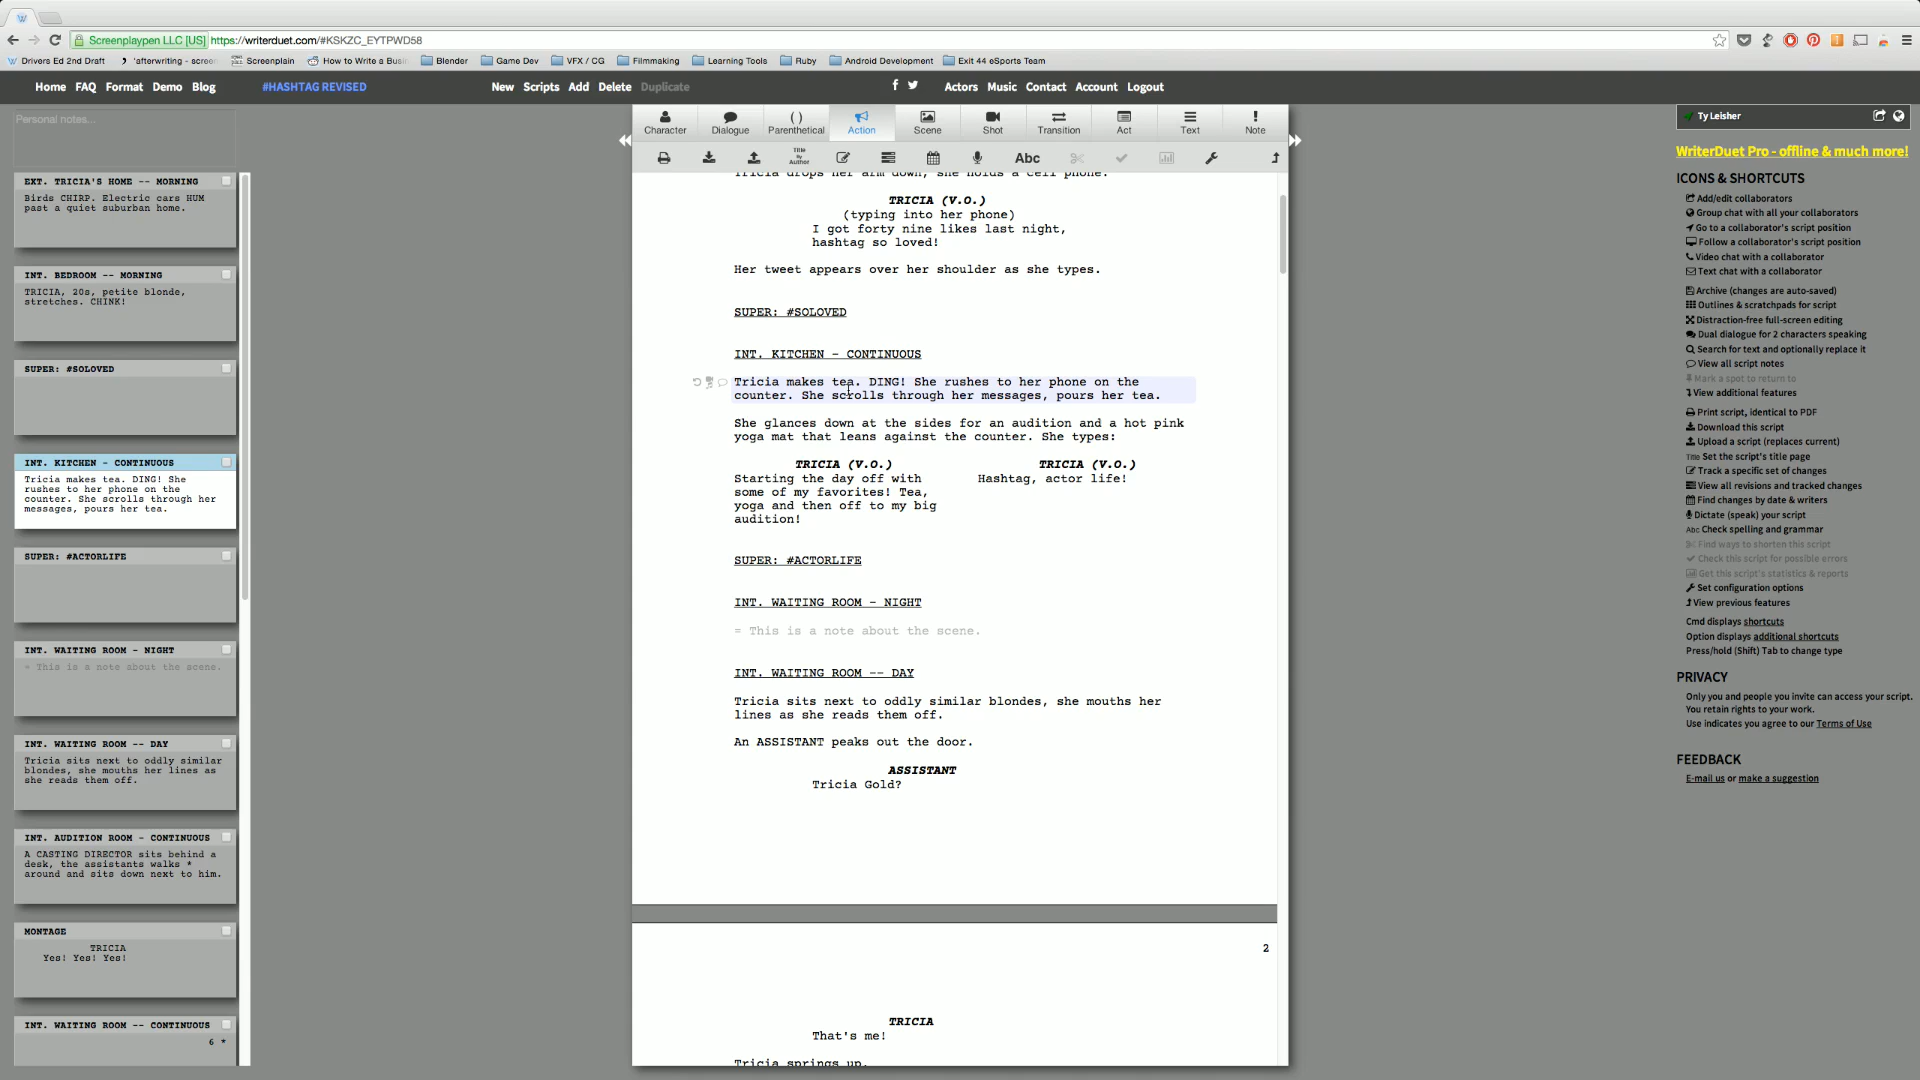 Screenplaypen LLC [US] https://writerduet.com/#KSKZC_EYTPWD58
Drivers Ed 2nd Draft 'afterwriting - scree Screenplain How to Write a Busi Blender Game Dev VFX / CG Filmmaking Learning Tools Ruby Android Development Exit 44 eSports Team
Home FAQ Format Demo Blog #HASHTAG REVISED New Scripts Add Delete Duplicate Actors Music Contact Account Logout
Personal notes...
EXT. TRICIA'S HOME -- MORNING
Birds CHIRP. Electric cars HUM
past a quiet suburban home.
INT. BEDROOM -- MORNING
TRICIA, 20s, petite blonde,
stretches. CHINK!
SUPER: #SOLOVED
INT. KITCHEN - CONTINUOUS
Tricia makes tea. DING! She
rushes to her phone on the
counter. She scrolls through her
messages, pours her tea.
SUPER: #ACTORLIFE
INT. WAITING ROOM - NIGHT
= This is a note about the scene.
INT. WAITING ROOM -- DAY
Tricia sits next to oddly similar
blondes, she mouths her lines as
she reads them off.
INT. AUDITION ROOM - CONTINUOUS
A CASTING DIRECTOR sits behind a
desk, the assistants walks *
around and sits down next to him.
MONTAGE
TRICIA
Yes! Yes! Yes!
INT. WAITING ROOM -- CONTINUOUS
6 *
Character Dialogue Parenthetical Action Scene Shot Transition Act Text Note
Title By Author Abc
Tricia drops her arm down, she holds a cell phone.
TRICIA (V.O.)
(typing into her phone)
I got forty nine likes last night,
hashtag so loved!
Her tweet appears over her shoulder as she types.
SUPER: #SOLOVED
INT. KITCHEN - CONTINUOUS
Tricia makes tea. DING! She rushes to her phone on the
counter. She scrolls through her messages, pours her tea.
She glances down at the sides for an audition and a hot pink
yoga mat that leans against the counter. She types:
TRICIA (V.O.)
Starting the day off with
some of my favorites! Tea,
yoga and then off to my big
audition!
TRICIA (V.O.)
Hashtag, actor life!
SUPER: #ACTORLIFE
INT. WAITING ROOM - NIGHT
= This is a note about the scene.
INT. WAITING ROOM -- DAY
Tricia sits next to oddly similar blondes, she mouths her
lines as she reads them off.
An ASSISTANT peaks out the door.
ASSISTANT
Tricia Gold?
2
TRICIA
That's me!
Tricia springs up.
Ty Leisher
WriterDuet Pro - offline & much more!
ICONS & SHORTCUTS
Add/edit collaborators
Group chat with all your collaborators
Go to a collaborator's script position
Follow a collaborator's script position
Video chat with a collaborator
Text chat with a collaborator
Archive (changes are auto-saved)
Outlines & scratchpads for script
Distraction-free full-screen editing
Dual dialogue for 2 characters speaking
Search for text and optionally replace it
View all script notes
Mark a spot to return to
View additional features
Print script, identical to PDF
Download this script
Upload a script (replaces current)
Title Set the script's title page
Track a specific set of changes
View all revisions and tracked changes
Find changes by date & writers
Dictate (speak) your script
Abc Check spelling and grammar
Find ways to shorten this script
Check this script for possible errors
Get this script's statistics & reports
Set configuration options
View previous features
Cmd displays shortcuts
Option displays additional shortcuts
Press/hold (Shift) Tab to change type
PRIVACY
Only you and people you invite can access your script.
You retain rights to your work.
Use indicates you agree to our Terms of Use
FEEDBACK
E-mail us or make a suggestion